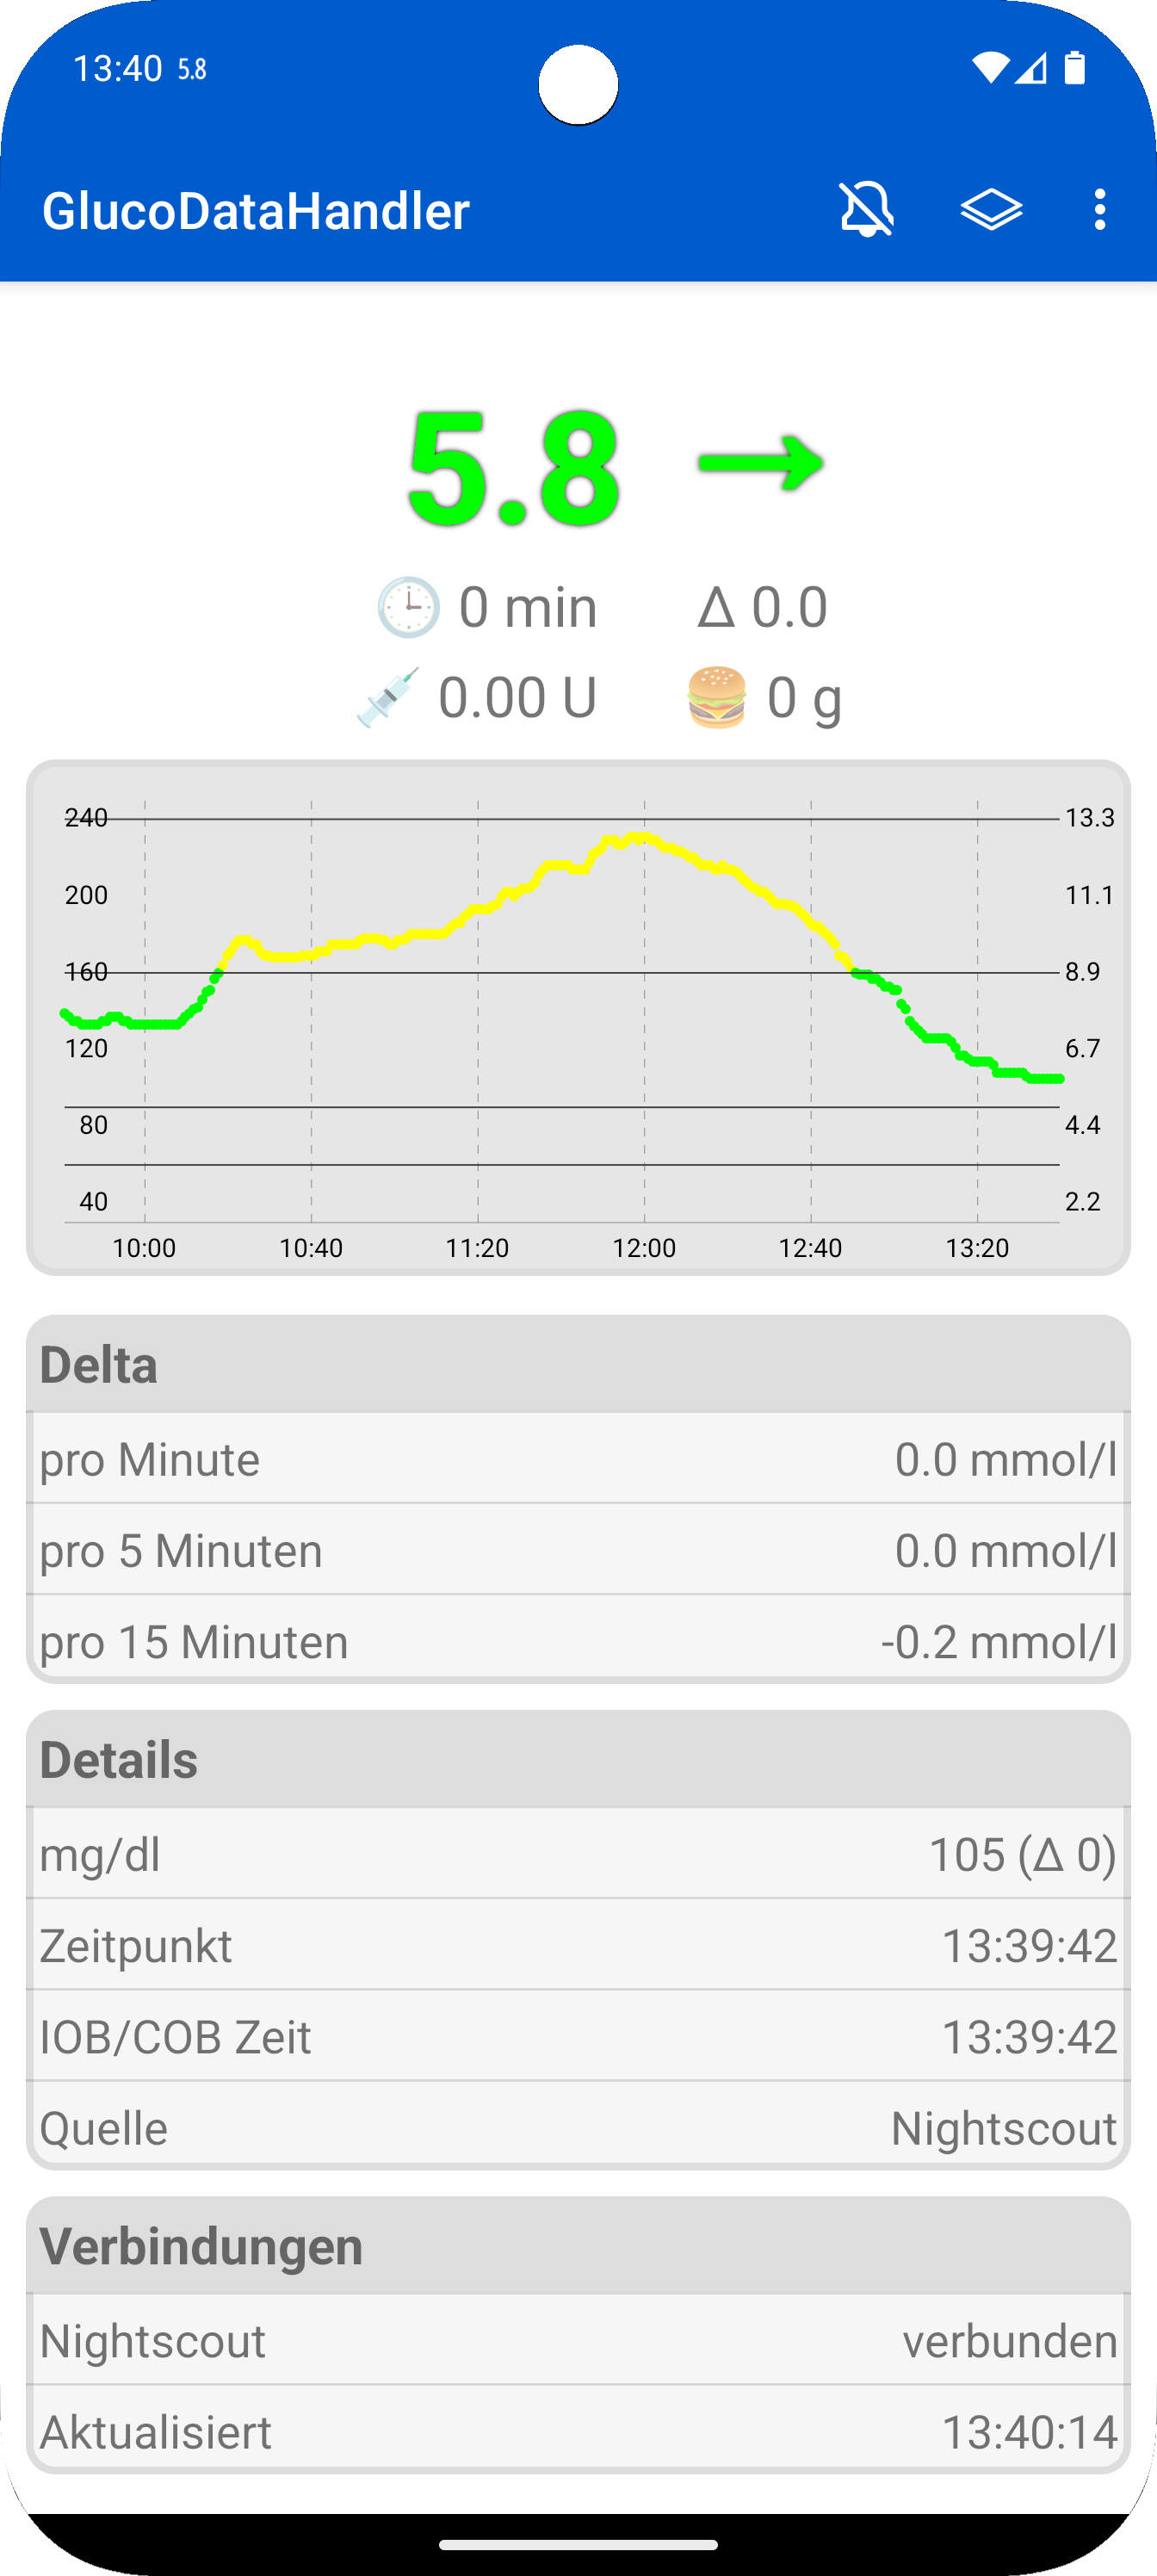 13:40 5.8
GlucoDataHandler
5.8 →
0 min Δ 0.0
0.00 U 0 g
240 13.3
200 11.1
160 8.9
120 6.7
80 4.4
40 2.2
10:00 10:40 11:20 12:00 12:40 13:20
Delta
pro Minute 0.0 mmol/l
pro 5 Minuten 0.0 mmol/l
pro 15 Minuten -0.2 mmol/l
Details
mg/dl 105 (Δ 0)
Zeitpunkt 13:39:42
IOB/COB Zeit 13:39:42
Quelle Nightscout
Verbindungen
Nightscout verbunden
Aktualisiert 13:40:14